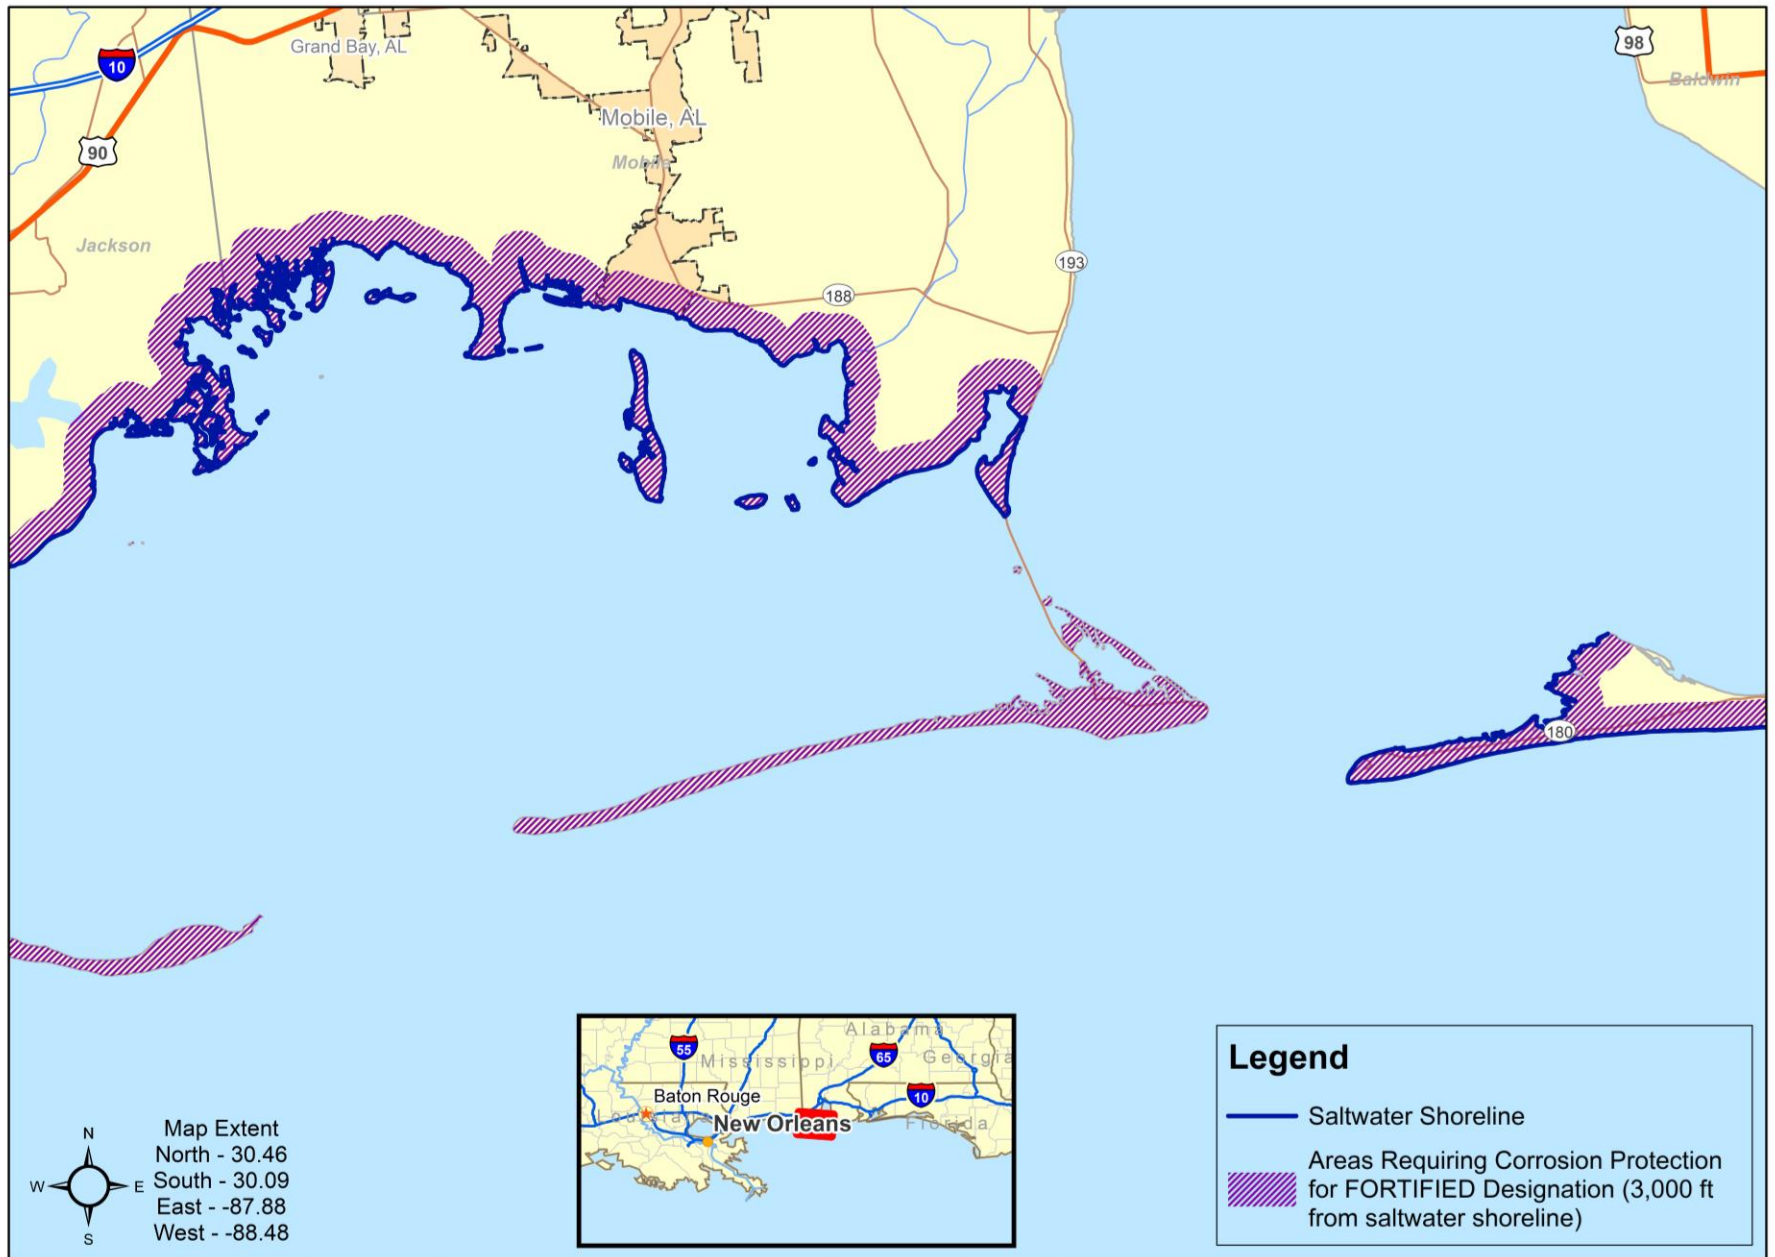 Grand Bay, AL
10
98
Baldwin
Mobile, AL
90
Mobile
Jackson
193
188
180
Alabama
55
65
Mississippi
Georgia
Baton Rouge
10
Louisiana
New Orleans
Florida
N
W
E
S
Map Extent
North - 30.46
South - 30.09
East - -87.88
West - -88.48
Legend
Saltwater Shoreline
Areas Requiring Corrosion Protection
for FORTIFIED Designation (3,000 ft
from saltwater shoreline)